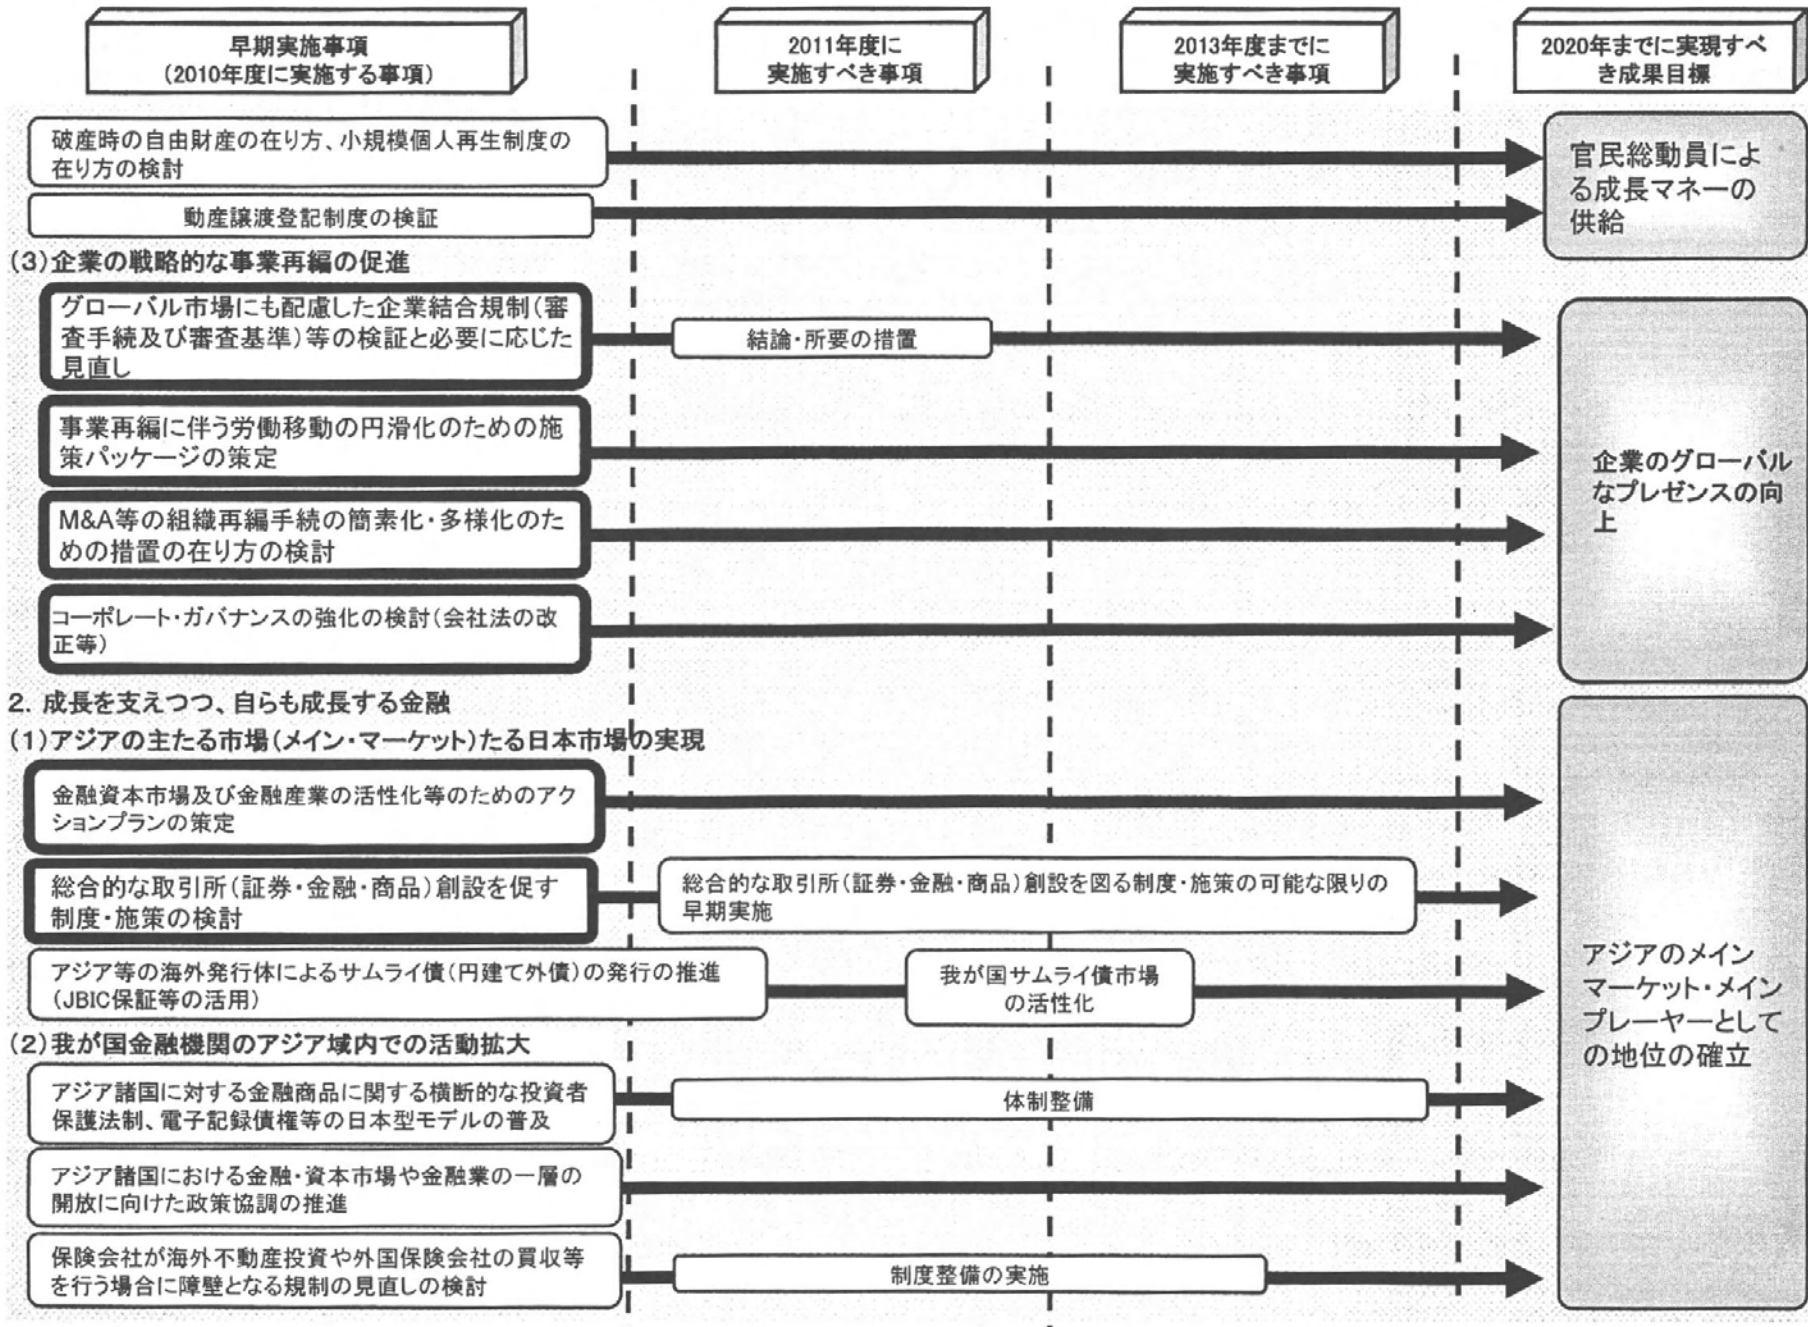 早期実施事項
（2010年度に実施する事項）
2011年度に
実施すべき事項
2013年度までに
実施すべき事項
2020年までに実現すべ
き成果目標
破産時の自由財産の在り方、小規模個人再生制度の
在り方の検討
動産譲渡登記制度の検証
官民総動員によ
る成長マネーの
供給
（3）企業の戦略的な事業再編の促進
グローバル市場にも配慮した企業結合規制（審
査手続及び審査基準）等の検証と必要に応じた
見直し
結論・所要の措置
事業再編に伴う労働移動の円滑化のための施
策パッケージの策定
M&A等の組織再編手続の簡素化・多様化のた
めの措置の在り方の検討
コーポレート・ガバナンスの強化の検討（会社法の改
正等）
企業のグローバル
なプレゼンスの向
上
2．成長を支えつつ、自らも成長する金融
（1）アジアの主たる市場（メイン・マーケット）たる日本市場の実現
金融資本市場及び金融産業の活性化等のためのアク
ションプランの策定
総合的な取引所（証券・金融・商品）創設を促す
制度・施策の検討
総合的な取引所（証券・金融・商品）創設を図る制度・施策の可能な限りの
早期実施
アジア等の海外発行体によるサムライ債（円建て外債）の発行の推進
（JBIC保証等の活用）
我が国サムライ債市場
の活性化
（2）我が国金融機関のアジア域内での活動拡大
アジア諸国に対する金融商品に関する横断的な投資者
保護法制、電子記録債権等の日本型モデルの普及
体制整備
アジア諸国における金融・資本市場や金融業の一層の
開放に向けた政策協調の推進
保険会社が海外不動産投資や外国保険会社の買収等
を行う場合に障壁となる規制の見直しの検討
制度整備の実施
アジアのメイン
マーケット・メイン
プレーヤーとして
の地位の確立